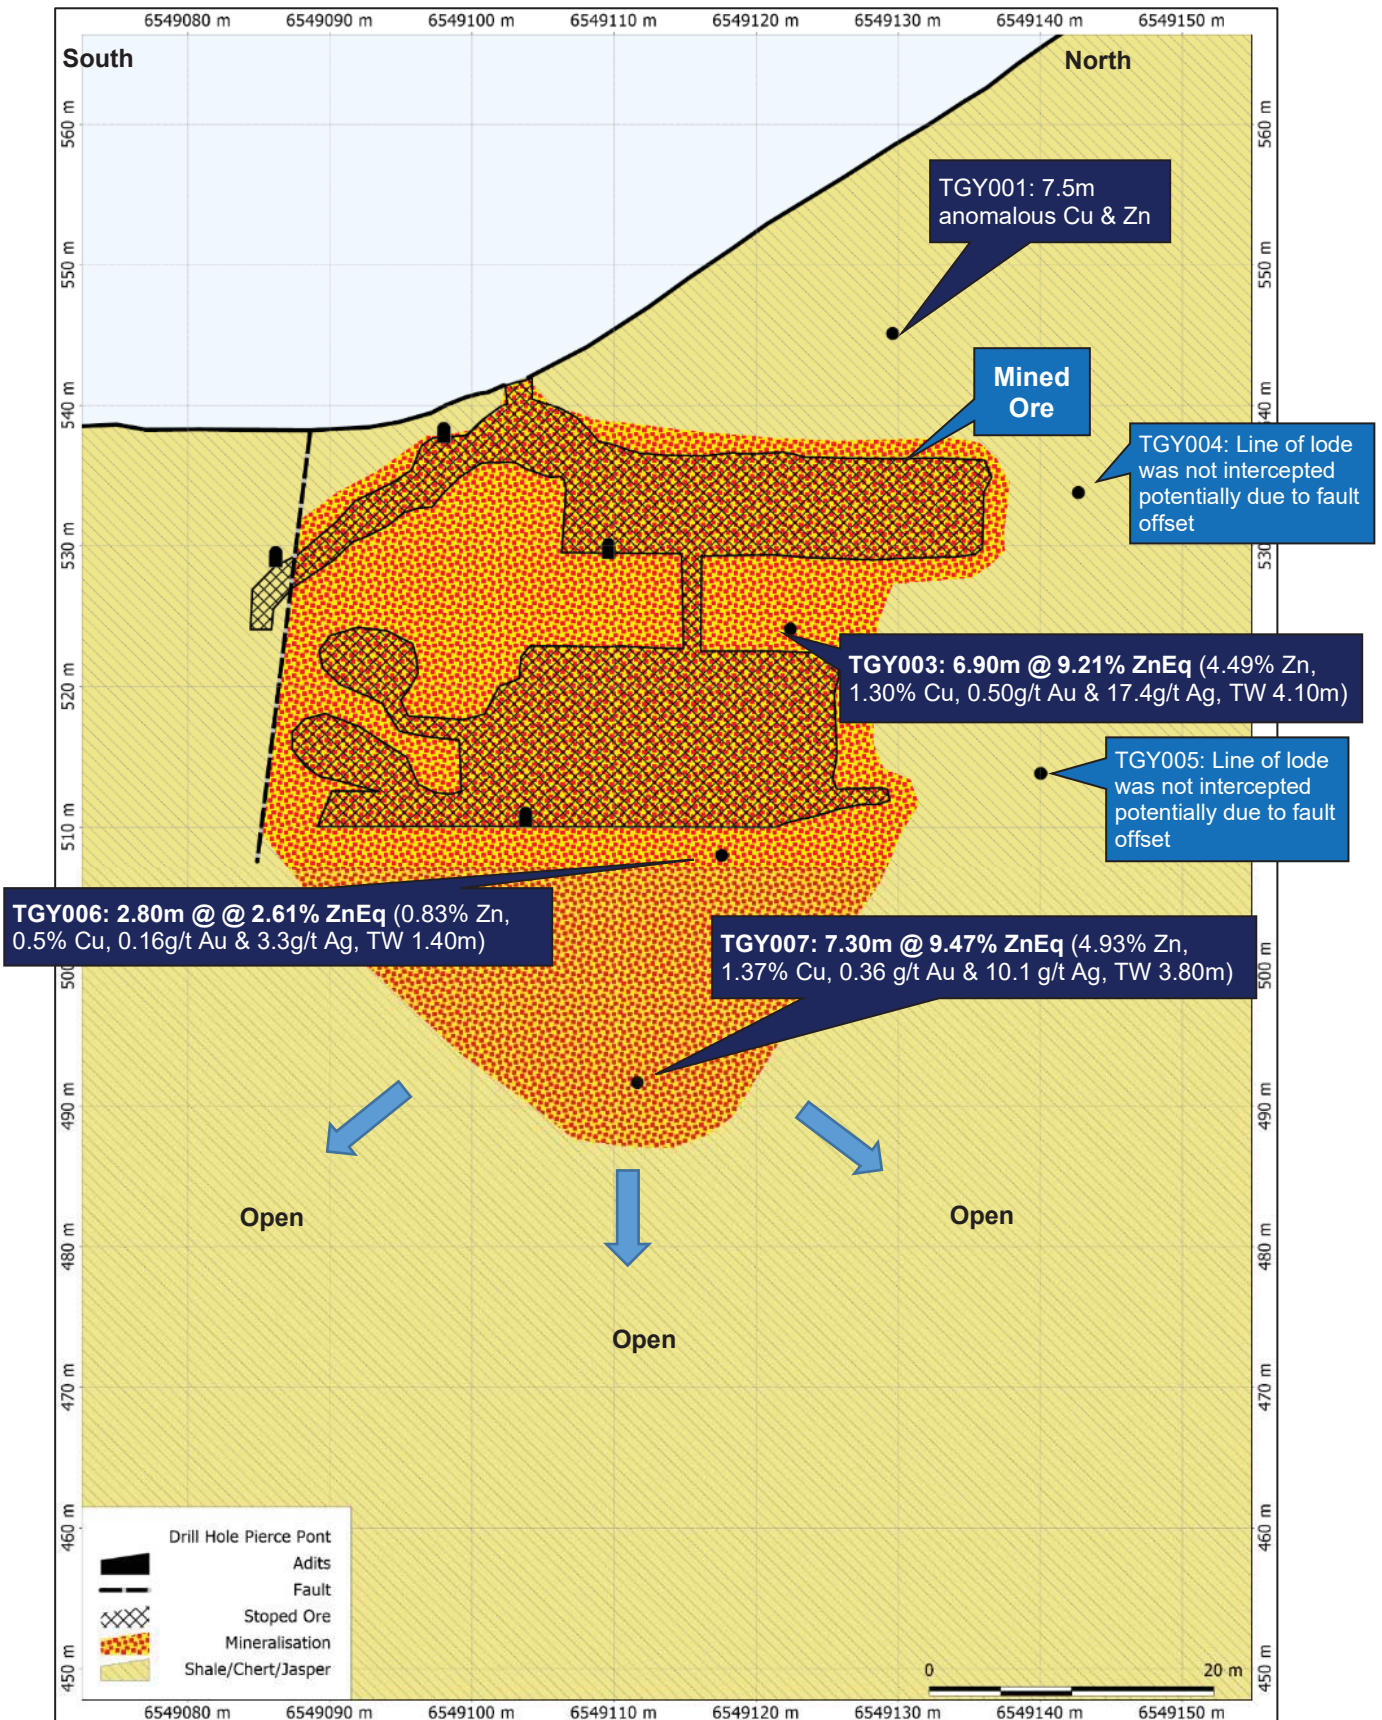 6549080 m 6549090 m 6549100 m 6549110 m 6549120 m 6549130 m 6549140 m 6549150 m
South
North
560 m
560 m
TGY001: 7.5m
anomalous Cu & Zn
550 m
550 m
Mined
Ore
540 m
540 m
TGY004: Line of lode
was not intercepted
potentially due to fault
offset
530 m
530
TGY003: 6.90m @ 9.21% ZnEq (4.49% Zn,
1.30% Cu, 0.50g/t Au & 17.4g/t Ag, TW 4.10m)
520 m
TGY005: Line of lode
was not intercepted
potentially due to fault
offset
510 m
TGY006: 2.80m @ @ 2.61% ZnEq (0.83% Zn,
0.5% Cu, 0.16g/t Au & 3.3g/t Ag, TW 1.40m)
TGY007: 7.30m @ 9.47% ZnEq (4.93% Zn,
1.37% Cu, 0.36 g/t Au & 10.1 g/t Ag, TW 3.80m)
500
500 m
490 m
490 m
Open
Open
480 m
480 m
Open
470 m
470 m
460 m
460 m
Drill Hole Pierce Pont
Adits
Fault
Stoped Ore
Mineralisation
Shale/Chert/Jasper
450 m
450 m
0 20 m
6549080 m 6549090 m 6549100 m 6549110 m 6549120 m 6549130 m 6549140 m 6549150 m